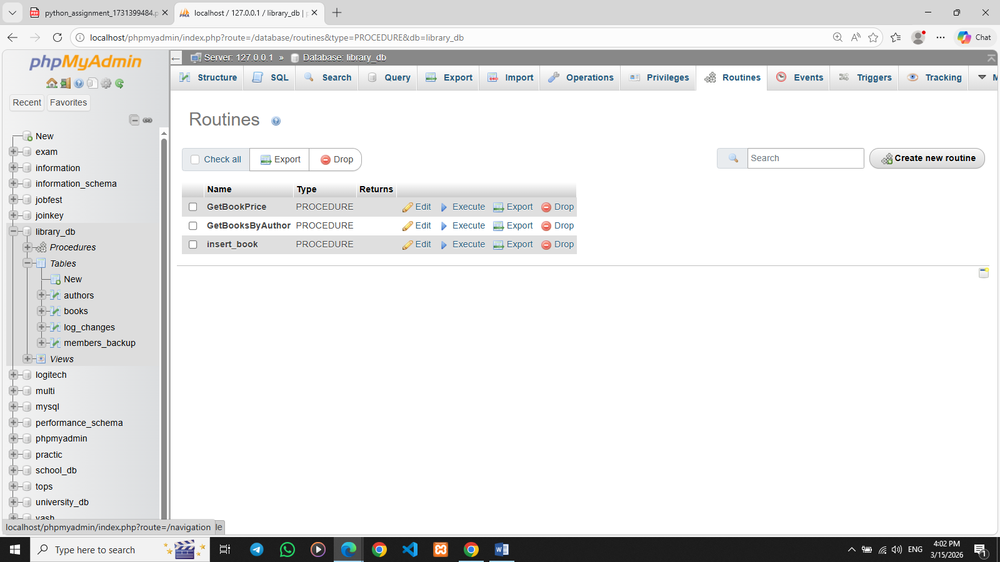 python_assignment_1731399484.p
localhost / 127.0.0.1 / library_db | p
localhost/phpmyadmin/index.php?route=/database/routines&type=PROCEDURE&db=library_db
Chat
phpMyAdmin
Recent Favorites
New
exam
information
information_schema
jobfest
joinkey
library_db
Procedures
Tables
New
authors
books
log_changes
members_backup
Views
logitech
multi
mysql
performance_schema
phpmyadmin
practic
school_db
tops
university_db
yash
localhost/phpmyadmin/index.php?route=/navigation le
Server: 127.0.0.1 » Database: library_db
Structure SQL Search Query Export Import Operations Privileges Routines Events Triggers Tracking M
Routines
Check all Export Drop Search Create new routine
Name Type Returns
GetBookPrice PROCEDURE Edit Execute Export Drop
GetBooksByAuthor PROCEDURE Edit Execute Export Drop
insert_book PROCEDURE Edit Execute Export Drop
Type here to search
ENG
4:02 PM
3/15/2026
1